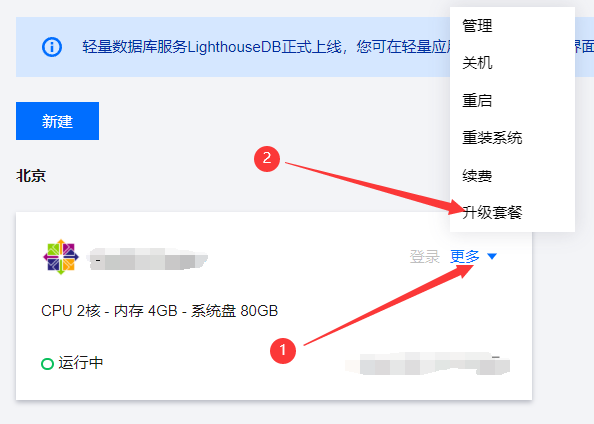 轻量数据库服务LighthouseDB正式上线，您可在轻量应
界面
管理
关机
重启
重装系统
续费
升级套餐
新建
2
北京
登录 更多
CPU 2核 - 内存 4GB - 系统盘 80GB
1
运行中